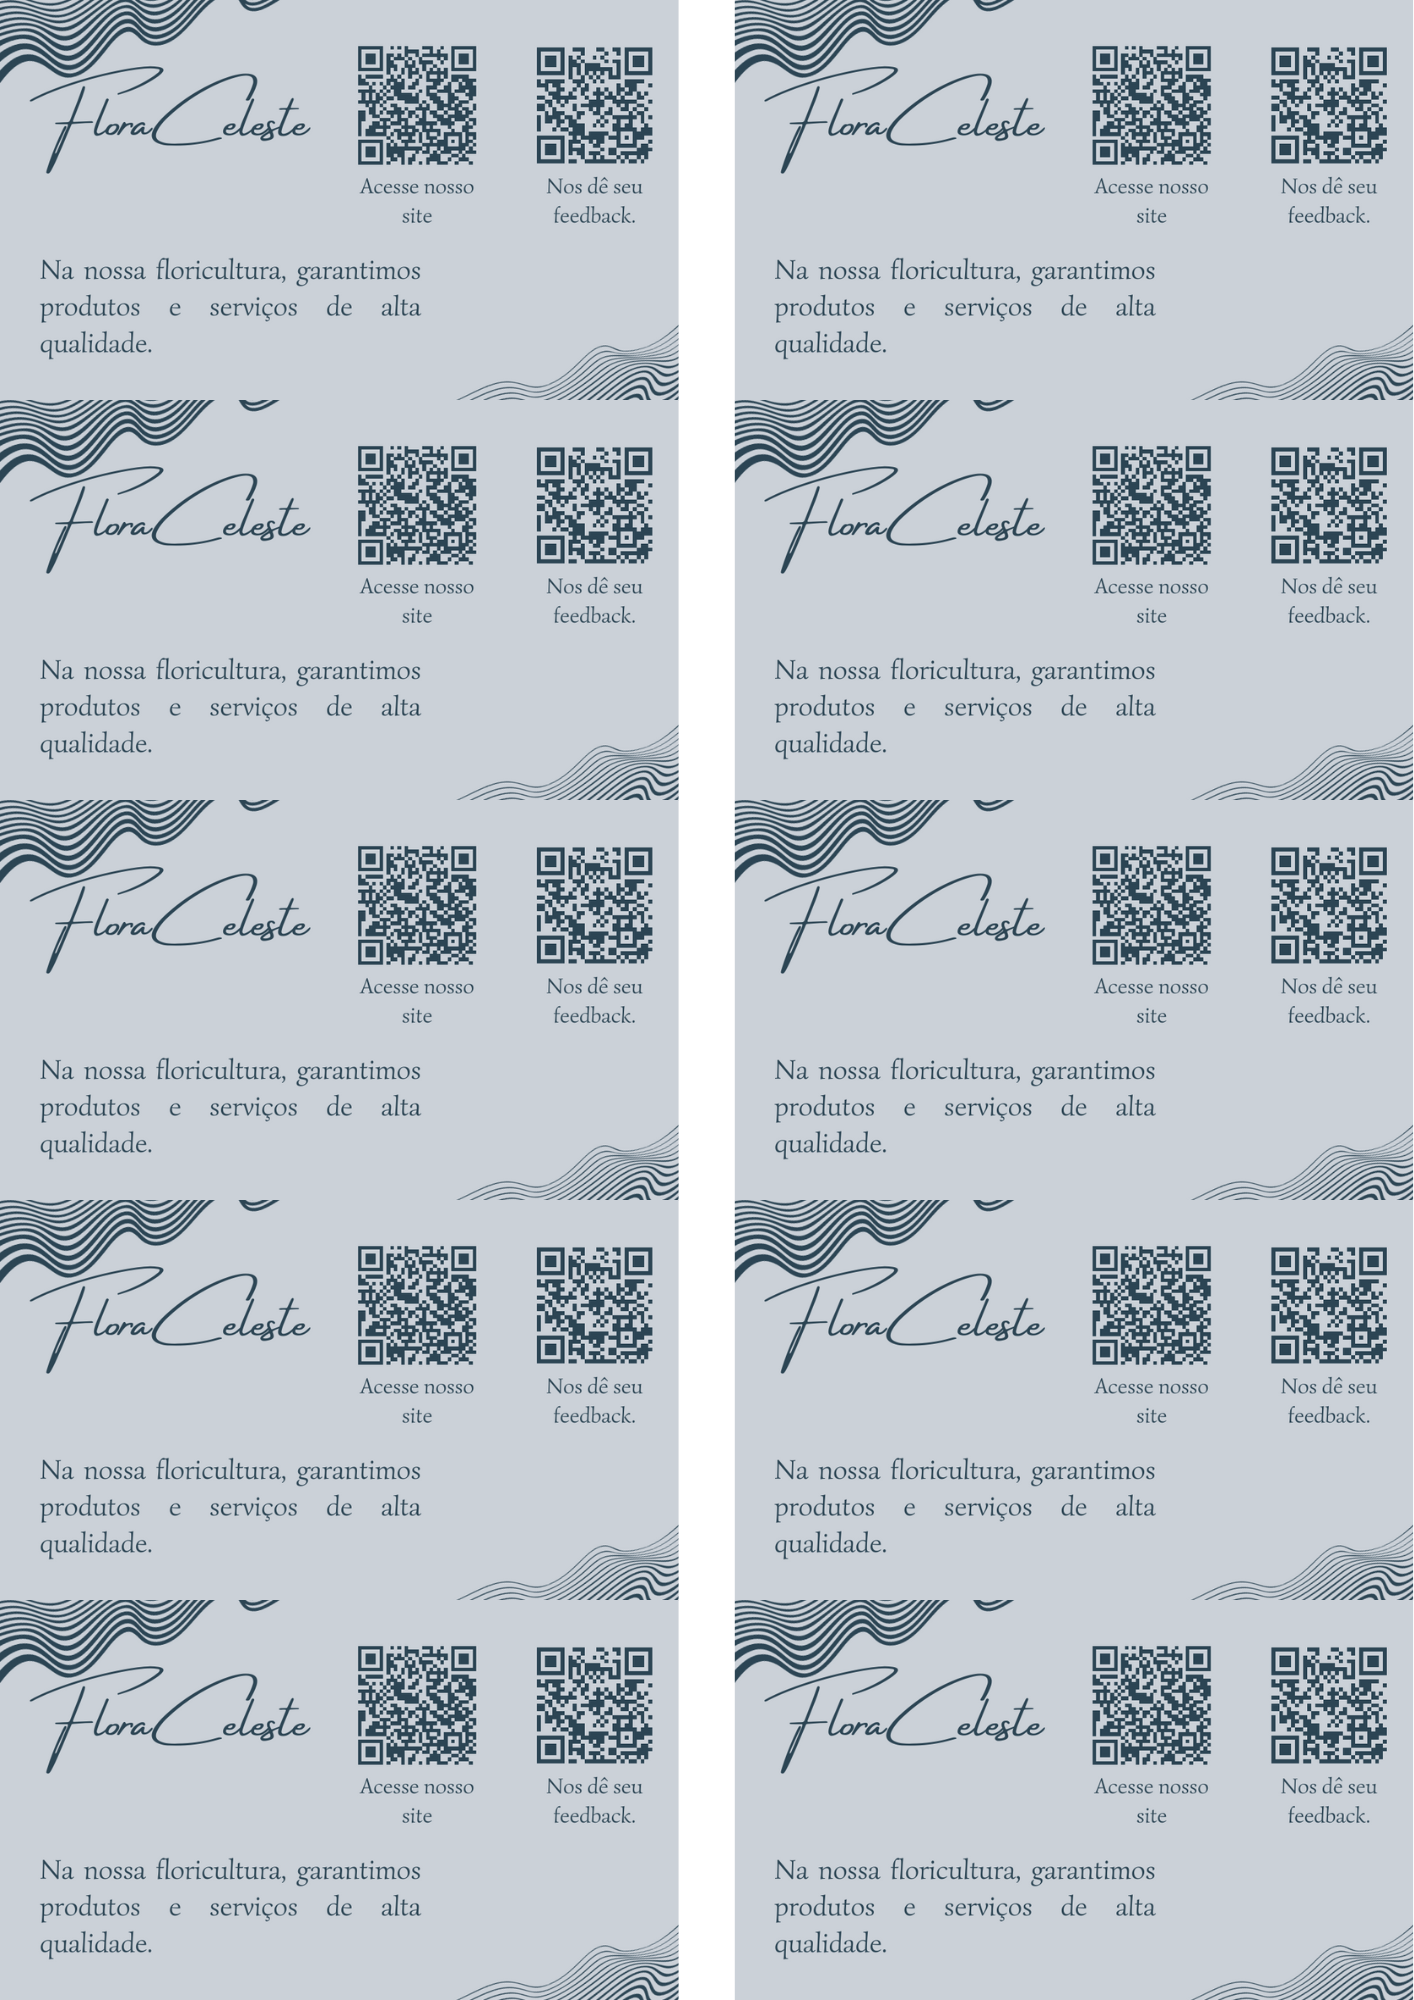 Flora Celeste
Acesse nosso
site
Nos dê seu
feedback.
Na nossa floricultura, garantimos
produtos e serviços de alta
qualidade.
Flora Celeste
Acesse nosso
site
Nos dê seu
feedback.
Na nossa floricultura, garantimos
produtos e serviços de alta
qualidade.
Flora Celeste
Acesse nosso
site
Nos dê seu
feedback.
Na nossa floricultura, garantimos
produtos e serviços de alta
qualidade.
Flora Celeste
Acesse nosso
site
Nos dê seu
feedback.
Na nossa floricultura, garantimos
produtos e serviços de alta
qualidade.
Flora Celeste
Acesse nosso
site
Nos dê seu
feedback.
Na nossa floricultura, garantimos
produtos e serviços de alta
qualidade.
Flora Celeste
Acesse nosso
site
Nos dê seu
feedback.
Na nossa floricultura, garantimos
produtos e serviços de alta
qualidade.
Flora Celeste
Acesse nosso
site
Nos dê seu
feedback.
Na nossa floricultura, garantimos
produtos e serviços de alta
qualidade.
Flora Celeste
Acesse nosso
site
Nos dê seu
feedback.
Na nossa floricultura, garantimos
produtos e serviços de alta
qualidade.
Flora Celeste
Acesse nosso
site
Nos dê seu
feedback.
Na nossa floricultura, garantimos
produtos e serviços de alta
qualidade.
Flora Celeste
Acesse nosso
site
Nos dê seu
feedback.
Na nossa floricultura, garantimos
produtos e serviços de alta
qualidade.